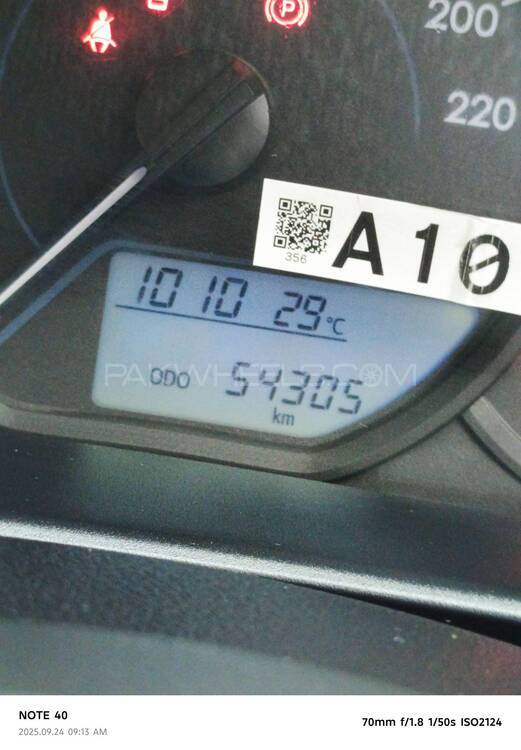 200
220
P
356
A 10
10 10 29°C
PAKWHEELS.COM
ODO 54305
km
NOTE 40
2025.09.24 09:13 AM
70mm f/1.8 1/50s ISO2124